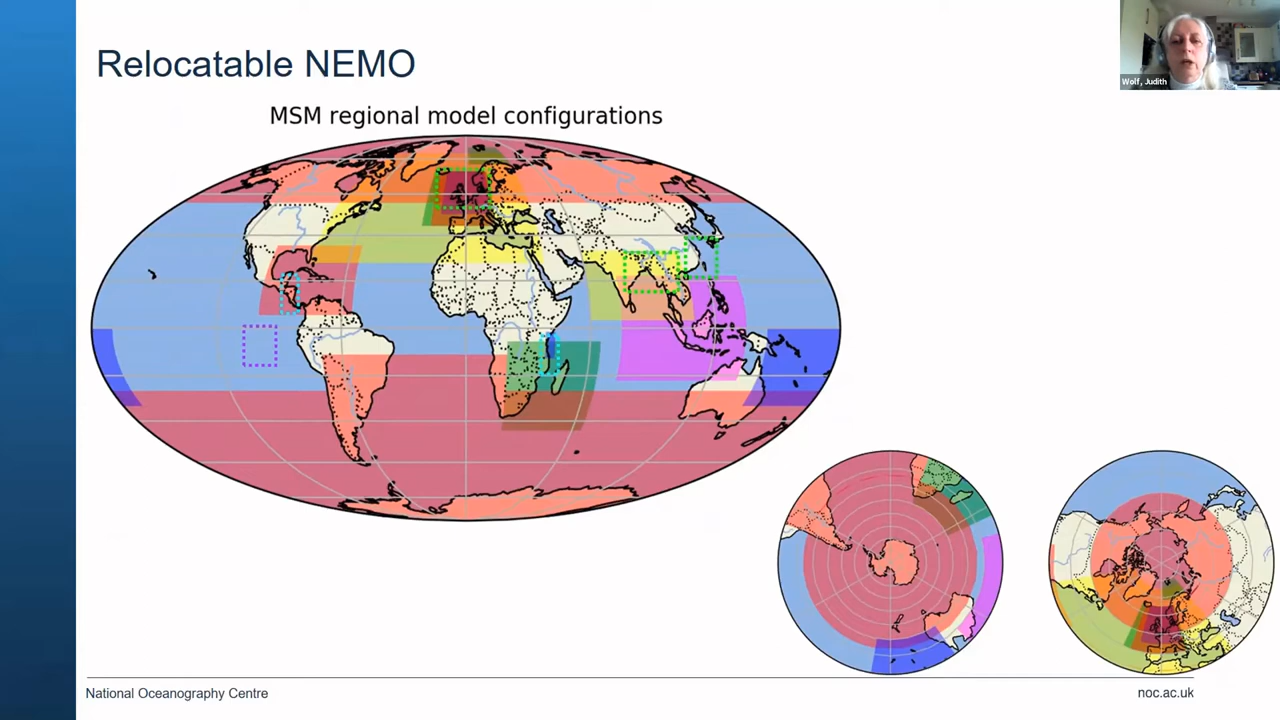 Relocatable NEMO
MSM regional model configurations
Wolf, Judith
National Oceanography Centre
noc.ac.uk